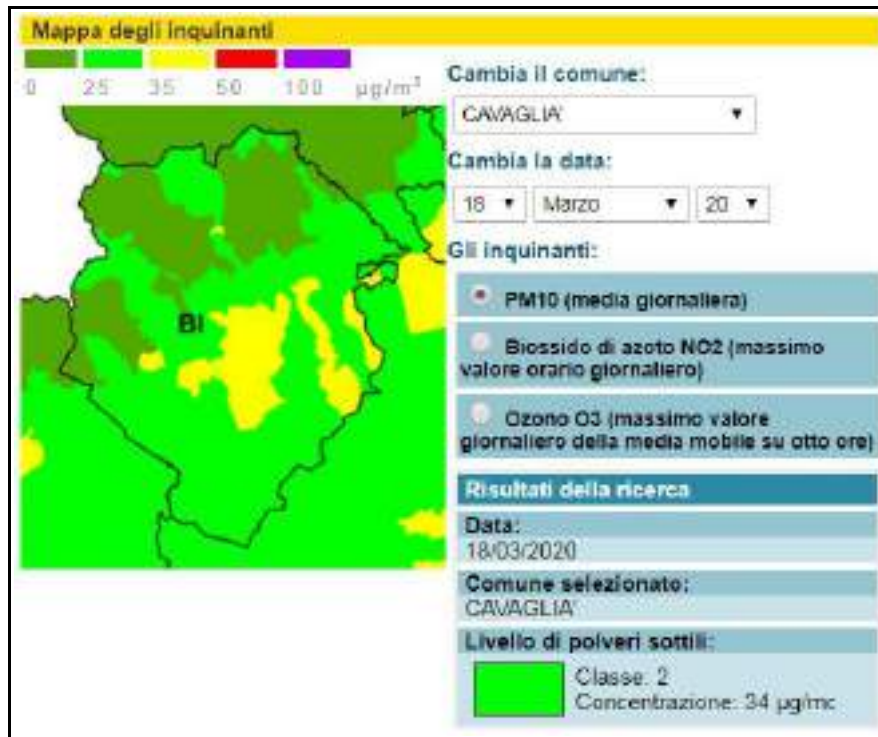 Mappa degli inquinanti
0 25 35 50 100 µg/m³
BI
Cambia il comune:
CAVAGLIA'
Cambia la data:
18 Marzo 20
Gli inquinanti:
PM10 (media giornaliera)
Biossido di azoto NO2 (massimo
valore orario giornaliero)
Ozono O3 (massimo valore
giornaliero della media mobile su otto ore)
Risultati della ricerca
Data:
18/03/2020
Comune selezionato:
CAVAGLIA'
Livello di polveri sottili:
Classe: 2
Concentrazione: 34 µg/mc